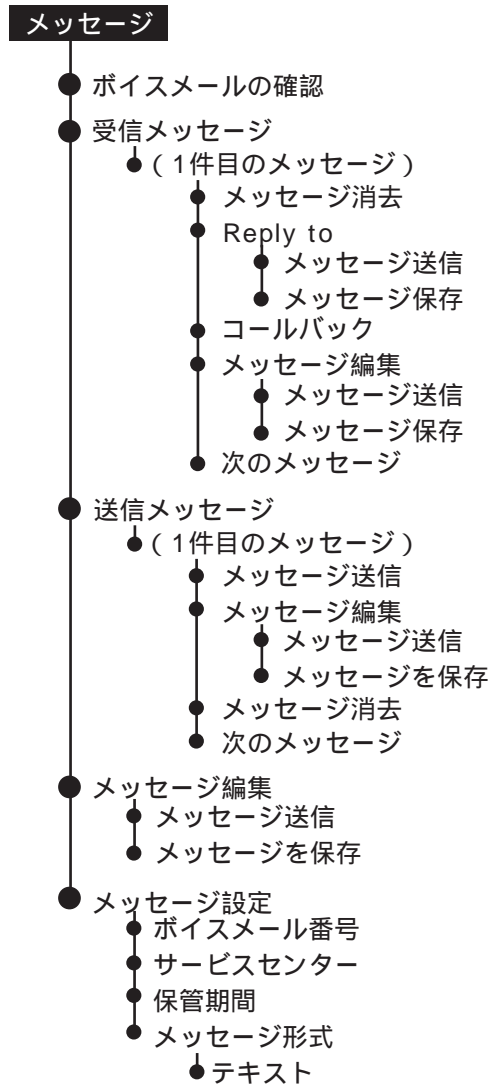 メッセージ
ボイスメールの確認
受信メッセージ
(1件目のメッセージ)
メッセージ消去
Reply to
メッセージ送信
メッセージ保存
コールバック
メッセージ編集
メッセージ送信
メッセージ保存
次のメッセージ
送信メッセージ
(1件目のメッセージ)
メッセージ送信
メッセージ編集
メッセージ送信
メッセージを保存
メッセージ消去
次のメッセージ
メッセージ編集
メッセージ送信
メッセージを保存
メッセージ設定
ボイスメール番号
サービスセンター
保管期間
メッセージ形式
テキスト